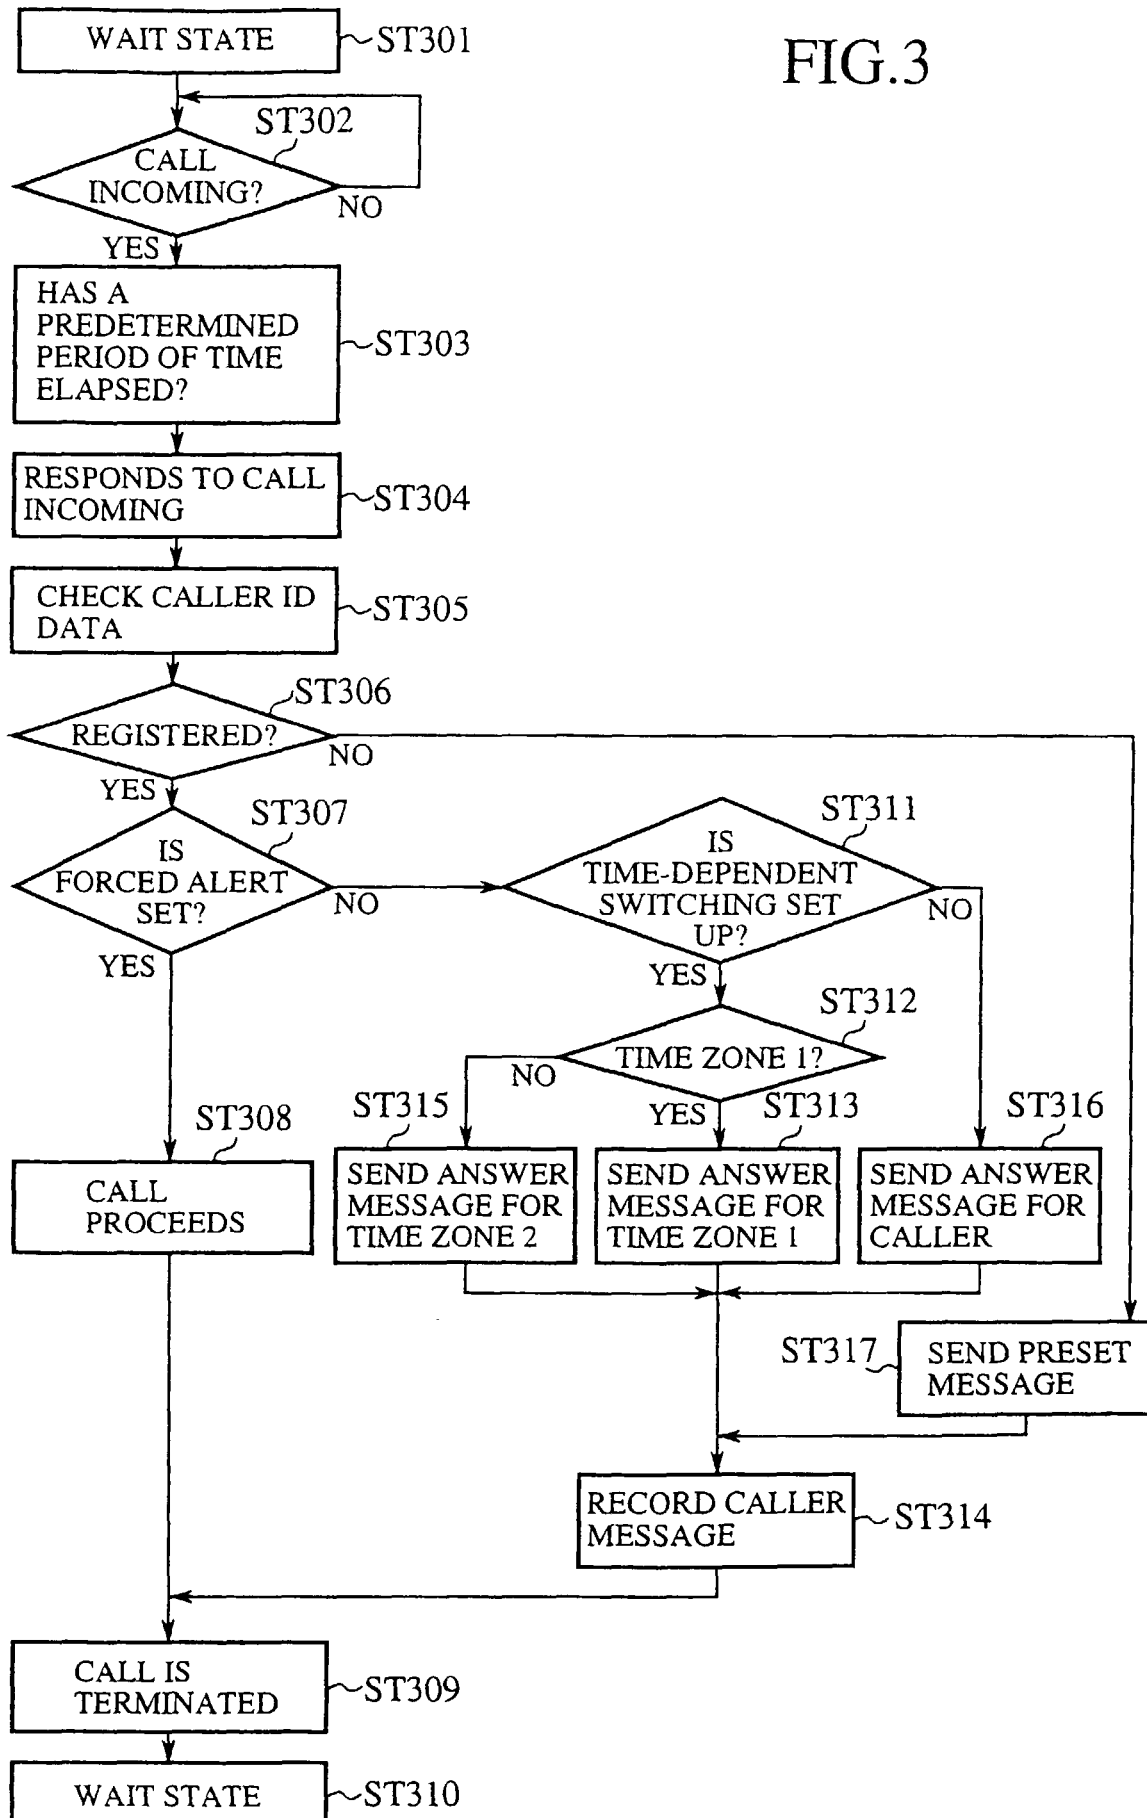 FIG.3
WAIT STATE
ST301
ST302
CALL
INCOMING?
NO
YES
HAS A
PREDETERMINED
PERIOD OF TIME
ELAPSED?
ST303
RESPONDS TO CALL
INCOMING
ST304
CHECK CALLER ID
DATA
ST305
ST306
REGISTERED?
NO
YES
ST307
IS
FORCED ALERT
SET?
NO
YES
ST311
IS
TIME-DEPENDENT
SWITCHING SET
UP?
NO
YES
ST312
TIME ZONE 1?
NO
YES
ST308
CALL
PROCEEDS
ST315
SEND ANSWER
MESSAGE FOR
TIME ZONE 2
ST313
SEND ANSWER
MESSAGE FOR
TIME ZONE 1
ST316
SEND ANSWER
MESSAGE FOR
CALLER
ST317
SEND PRESET
MESSAGE
RECORD CALLER
MESSAGE
ST314
CALL IS
TERMINATED
ST309
WAIT STATE
ST310